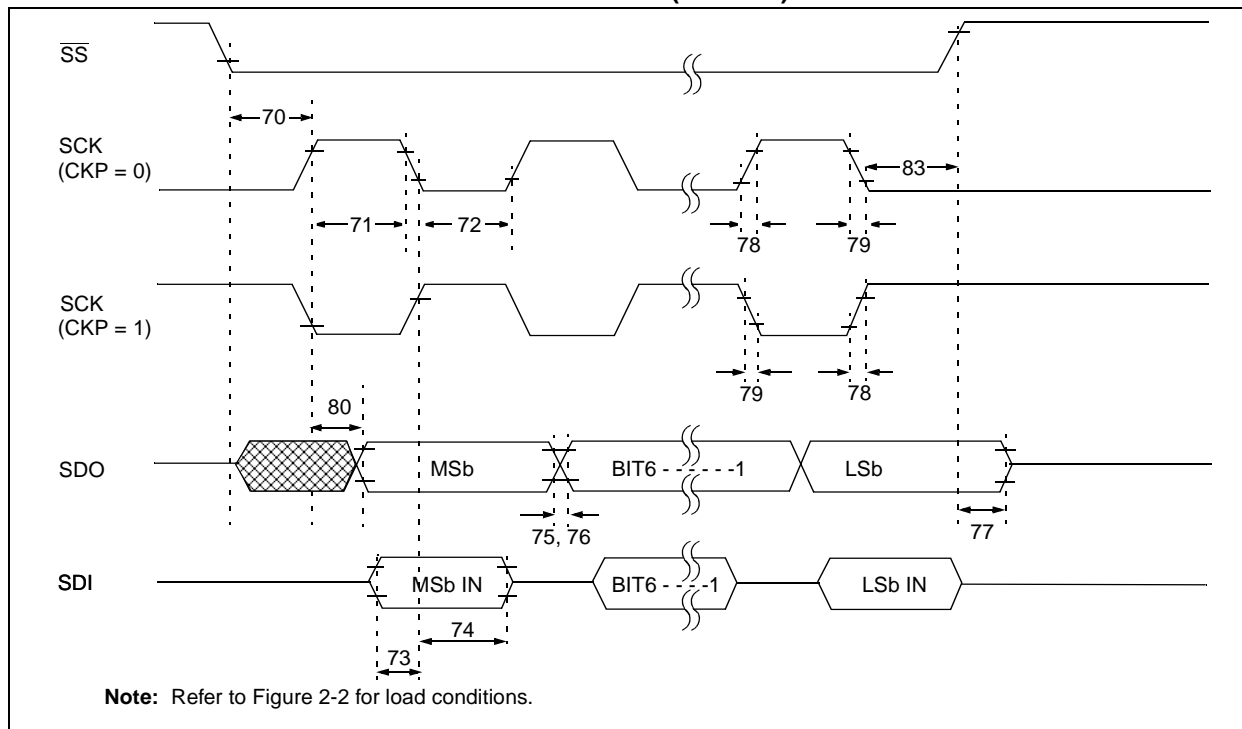 SS
70
SCK
(CKP = 0)
83
71
72
78
79
SCK
(CKP = 1)
79
78
80
SDO
MSb
BIT6 - - - - - - -1
LSb
75, 76
77
SDI
MSb IN
BIT6 - - - - -1
LSb IN
74
73
Note: Refer to Figure 2-2 for load conditions.